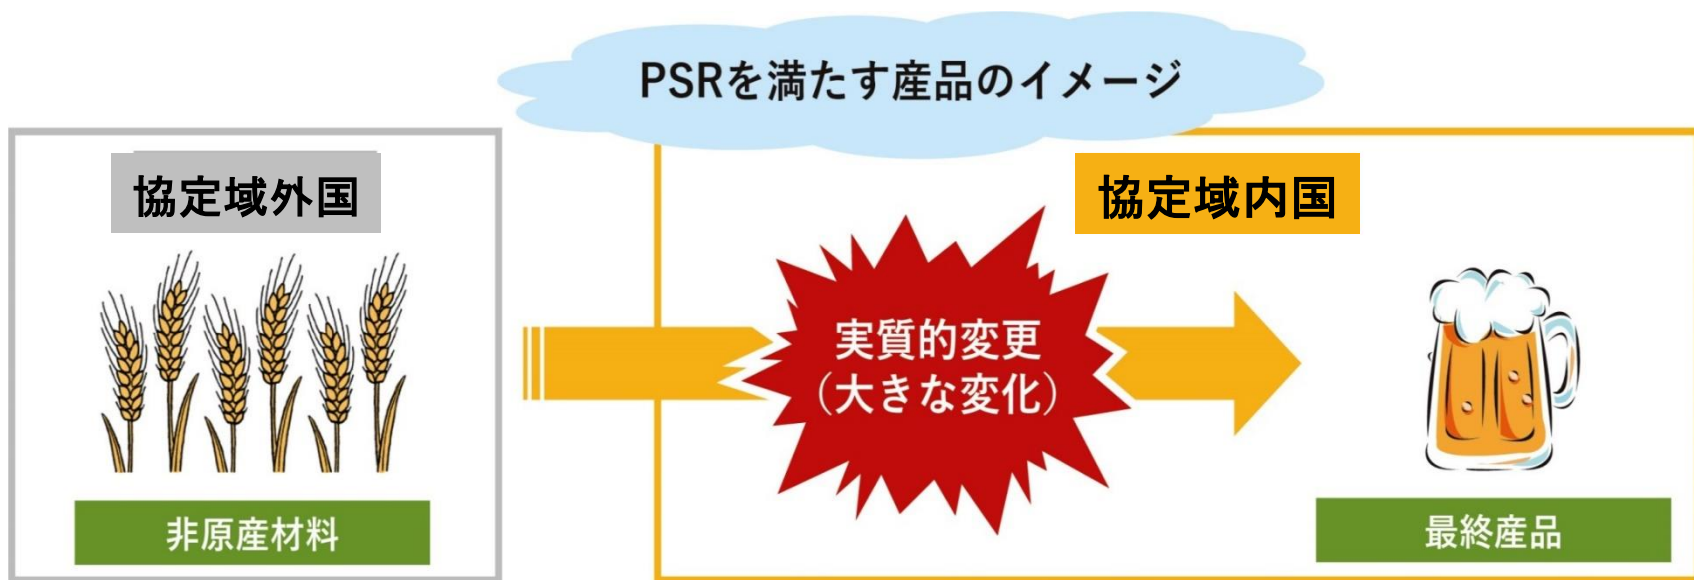 PSRを満たす産品のイメージ
協定域外国
協定域内国
実質的変更
（大きな変化）
非原産材料
最終産品